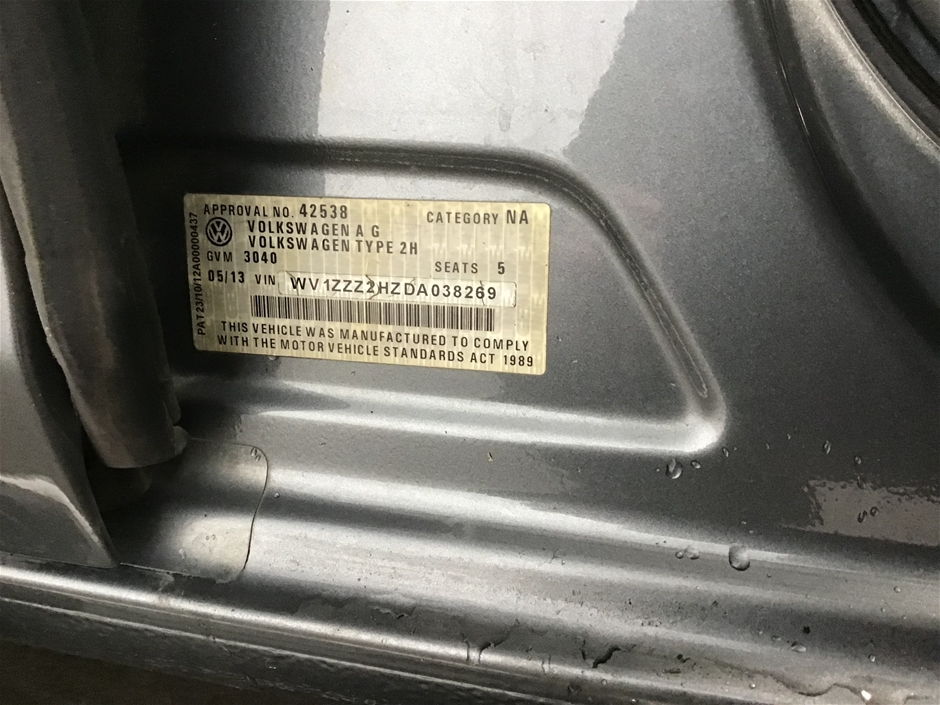 APPROVAL NO. 42538 CATEGORY NA
VOLKSWAGEN A G
VOLKSWAGEN TYPE 2H
GVM 3040 SEATS 5
05/13 VIN WV1ZZZ2HZDA038269
THIS VEHICLE WAS MANUFACTURED TO COMPLY
WITH THE MOTOR VEHICLE STANDARDS ACT 1989
PAT23/10/12A00000437